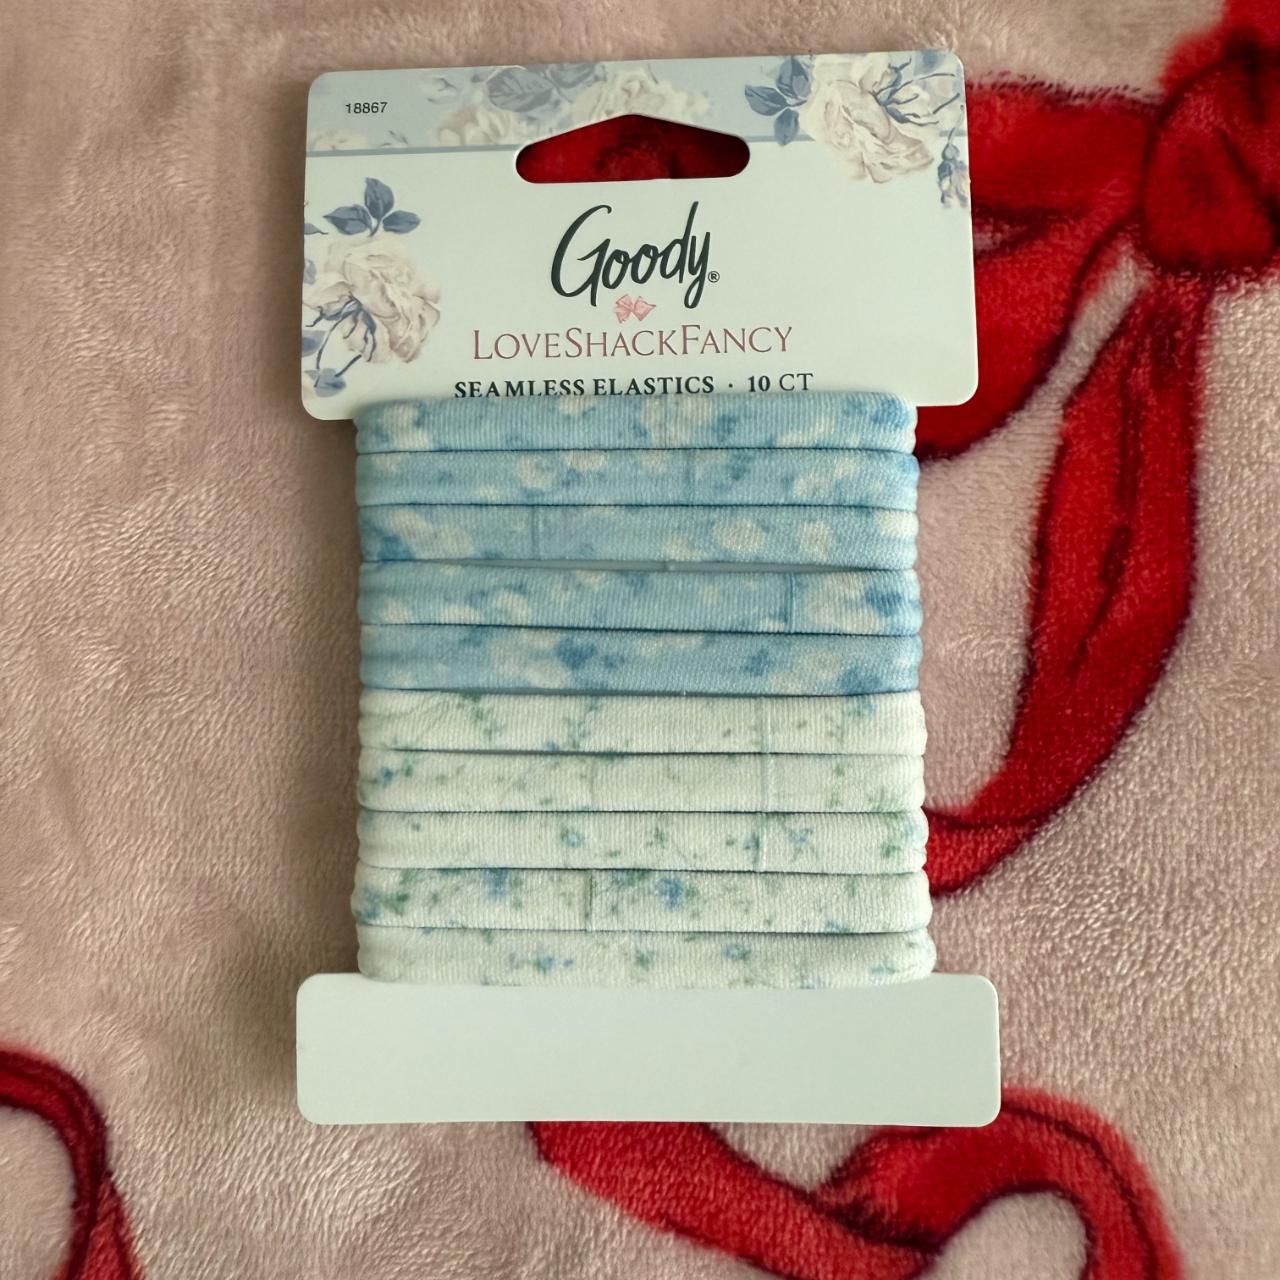 18867
Goody®
LOVESHACKFANCY
SEAMLESS ELASTICS · 10 CT